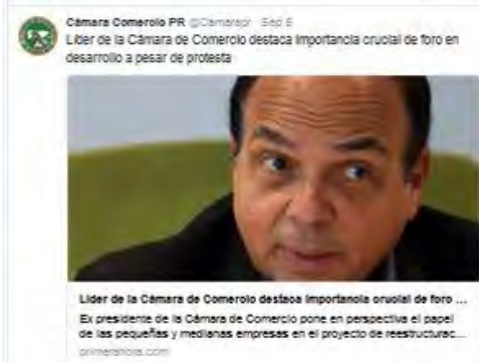 Cámara Comercio PR @Camarapr · Sep 6
Líder de la Cámara de Comercio destaca importancia crucial de foro en
desarrollo a pesar de protesta
Líder de la Cámara de Comercio destaca importancia crucial de foro ...
Ex presidente de la Cámara de Comercio pone en perspectiva el papel
de las pequeñas y medianas empresas en el proyecto de reestructurac...
primerahora.com